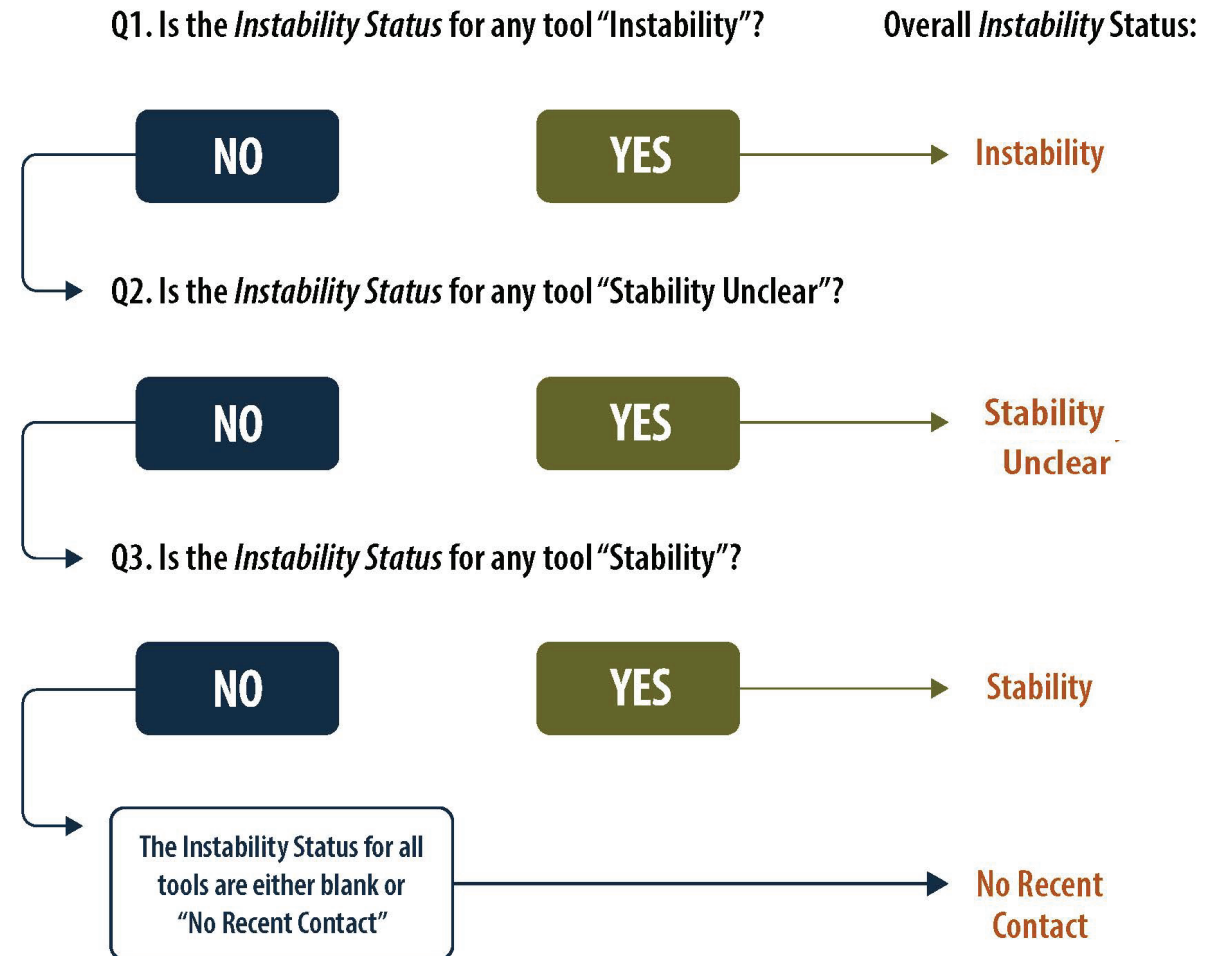 Q1. Is the Instability Status for any tool “Instability”?
Overall Instability Status:
NO
YES
Instability
Q2. Is the Instability Status for any tool “Stability Unclear”?
NO
YES
Stability
Unclear
Q3. Is the Instability Status for any tool “Stability”?
NO
YES
Stability
The Instability Status for all
tools are either blank or
“No Recent Contact”
No Recent
Contact